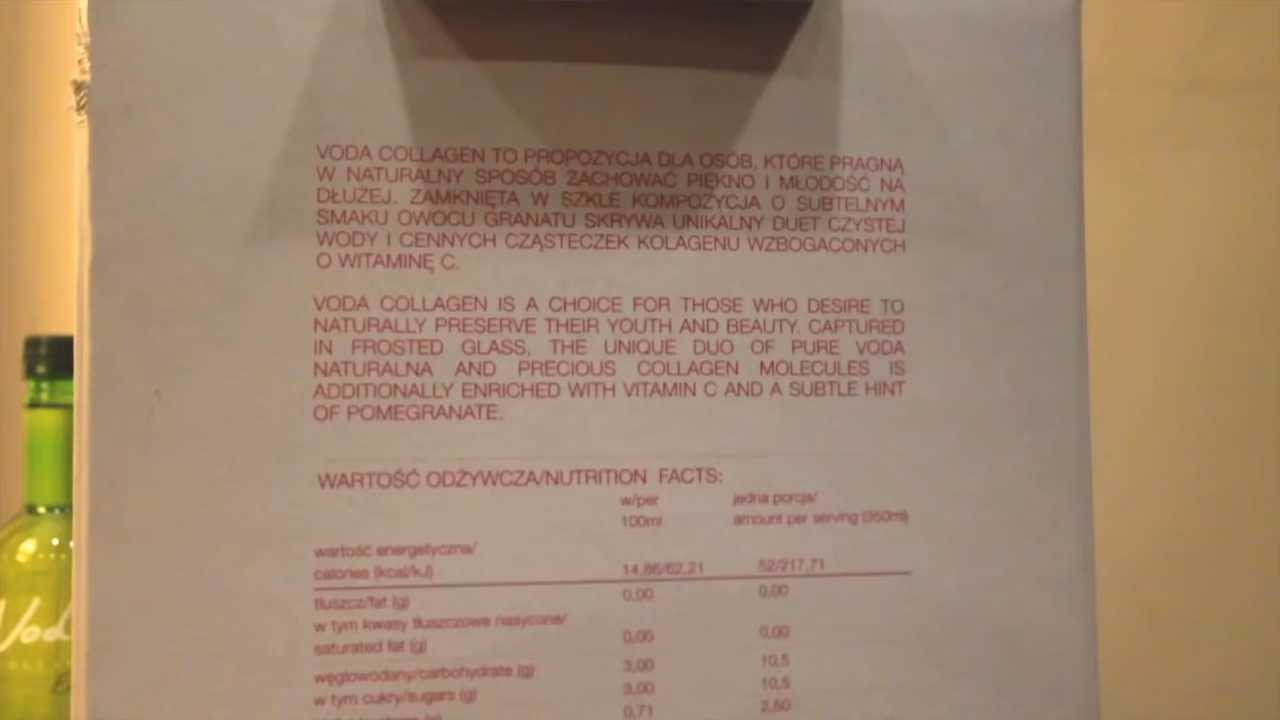 VODA COLLAGEN TO PROPOZYCJA DLA OSÓB, KTÓRE PRAGNĄ
W NATURALNY SPOSÓB ZACHOWAĆ PIĘKNO I MŁODOŚĆ NA
DŁUŻEJ. ZAMKNIĘTA W SZKLE KOMPOZYCJA O SUBTELNYM
SMAKU OWOCU GRANATU SKRYWA UNIKALNY DUET CZYSTEJ
WODY I CENNYCH CZĄSTECZEK KOLAGENU WZBOGACONYCH
O WITAMINĘ C.
VODA COLLAGEN IS A CHOICE FOR THOSE WHO DESIRE TO
NATURALLY PRESERVE THEIR YOUTH AND BEAUTY. CAPTURED
IN FROSTED GLASS, THE UNIQUE DUO OF PURE VODA
NATURALNA AND PRECIOUS COLLAGEN MOLECULES IS
ADDITIONALLY ENRICHED WITH VITAMIN C AND A SUBTLE HINT
OF POMEGRANATE.
WARTOŚĆ ODŻYWCZA/NUTRITION FACTS:
w/per jedna porcja/
100ml amount per serving (350ml)
wartość energetyczna/
calories (kcal/kJ) 14,86/62,21 52/217,71
tłuszcz/fat (g) 0,00 0,00
w tym kwasy tłuszczowe nasycone/
saturated fat (g) 0,00 0,00
węglowodany/carbohydrate (g) 3,00 10,5
w tym cukry/sugars (g) 3,00 10,5
0,71 2,50
Vod